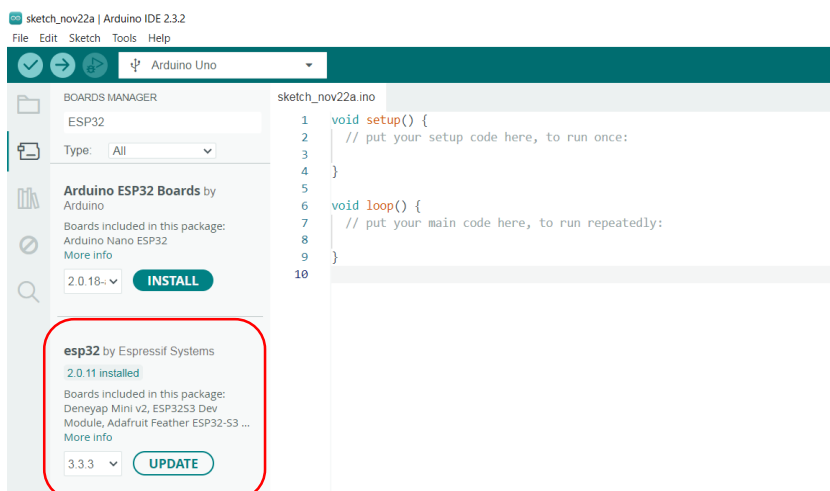 sketch_nov22a | Arduino IDE 2.3.2
File Edit Sketch Tools Help
Arduino Uno
BOARDS MANAGER
ESP32
Type: All
Arduino ESP32 Boards by
Arduino
Boards included in this package:
Arduino Nano ESP32
More info
2.0.18-
INSTALL
esp32 by Espressif Systems
2.0.11 installed
Boards included in this package:
Deneyap Mini v2, ESP32S3 Dev
Module, Adafruit Feather ESP32-S3 ...
More info
3.3.3
UPDATE
sketch_nov22a.ino
1 void setup() {
2 // put your setup code here, to run once:
3
4 }
5
6 void loop() {
7 // put your main code here, to run repeatedly:
8
9 }
10